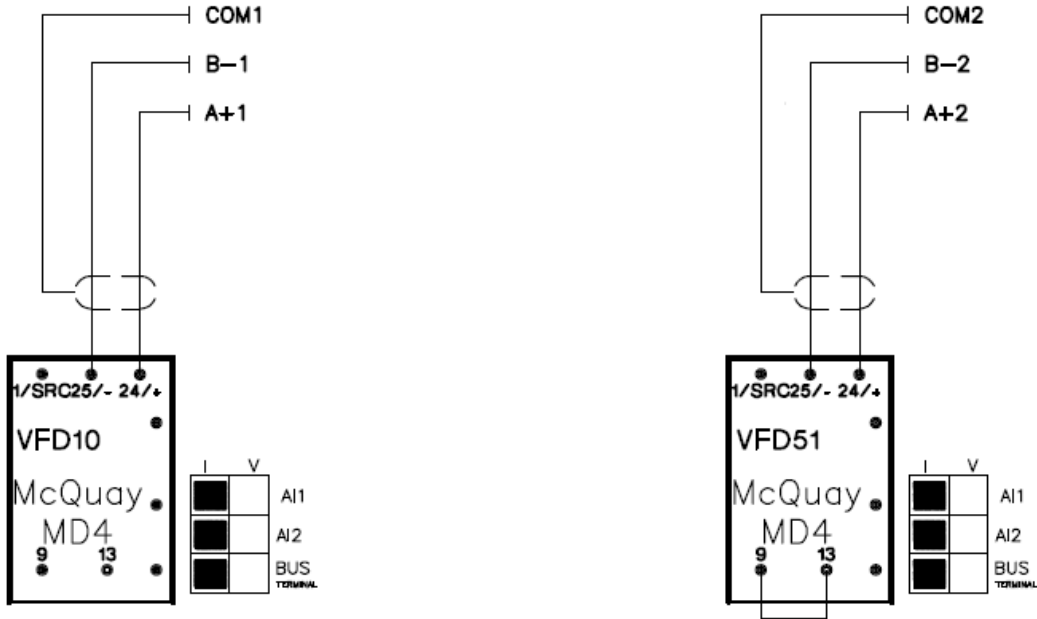 COM1
B-1
A+1
1/SRC25/- 24/+
VFD10
McQuay
MD4
9 13
I V
AI1
AI2
BUS
TERMINAL
COM2
B-2
A+2
1/SRC25/- 24/+
VFD51
McQuay
MD4
9 13
I V
AI1
AI2
BUS
TERMINAL